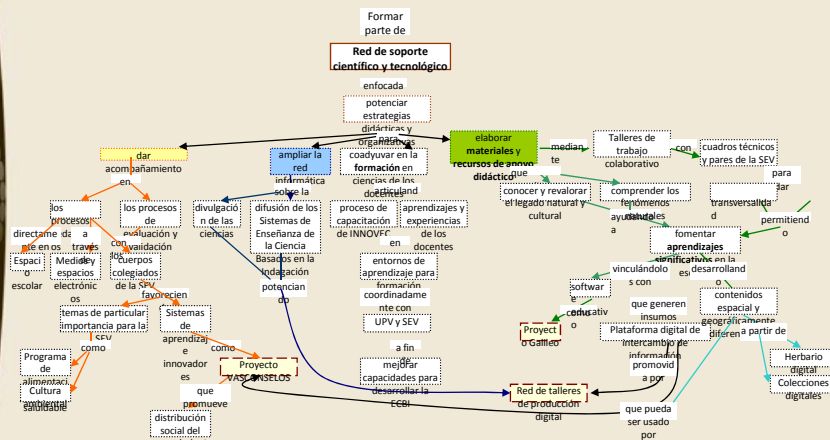 Formar
parte de
Red de soporte
científico y tecnológico
enfocada
potenciar
estrategias
didácticas y
organizativas
para
dar
acompañamiento
en
ampliar la
red
informática
sobre la
coadyuvar en la
formación en
ciencias de los
docentes
articuland
elaborar
materiales y
recursos de apoyo
didáctico
que
median
te
Talleres de
trabajo
colaborativo
con
cuadros técnicos
y pares de la SEV
para
dar
los
procesos
los procesos
de
evaluación y
validación
divulgació
n de las
ciencias
difusión de los
Sistemas de
Enseñanza de
la Ciencia
Basados en la
Indagación
proceso de
capacitación
de INNOVEC
aprendizajes y
experiencias
de los
docentes
conocer y revalorar
el legado natural y
cultural
comprender los
fenómenos
naturales
transversalida
d
permitiend
o
ayudando
a
directame
nte en os
a
través
con
los
Espaci
o
escolar
Medios y
espacios
electrónic
os
cuerpos
colegiados
de la SEV
en
entornos de
aprendizaje para
formación
fomentar
aprendizajes
significativos en la
vinculándolo
s con
desarrolland
o
favorecien
potencian
do
coordinadame
nte con
softwar
e
educativ
o
como
que generen
insumos
contenidos
espacial y
geográficamente
diferen
temas de particular
importancia para la
SEV
Sistemas
de
aprendizaj
e
innovador
es
UPV y SEV
Proyect
o Galileo
Plataforma digital de
intercambio de
información
a partir de
como
como
a fin
de
Programa
de
alimentaci
saludable
Proyecto
VASCONSELOS
mejorar
capacidades para
desarrollar la
ECBI
promovid
a por
Herbario
digital
Cultura
ambiental
que
promueve
Red de talleres
de producción
digital
Colecciones
digitales
distribución
social del
que pueda
ser usado
por